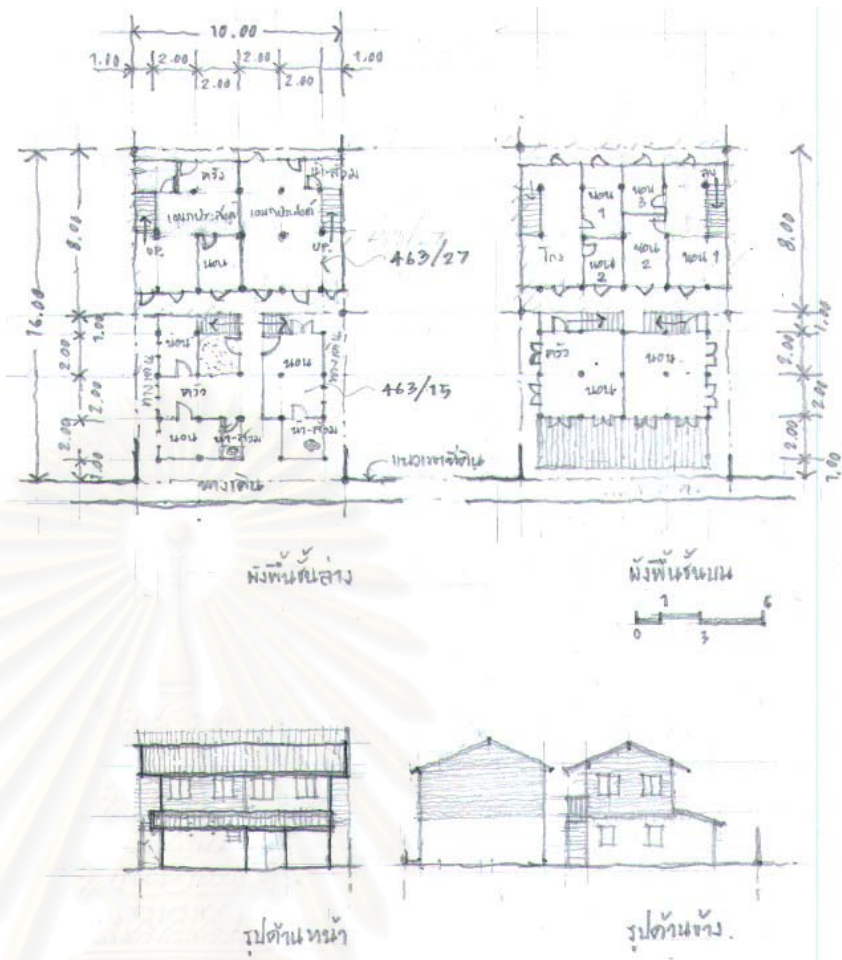 10.00
1.00 2.00 2.00 2.00 2.00 1.00
16.00
8.00
1.00
2.00
2.00
2.00
1.00
ครัว
น้ำ-ส้วม
เอนกประสงค์
เอนกประสงค์
UP.
UP.
นอน
463/27
นอน
นอน
ครัว
463/15
นอน
น้ำ-ส้วม
น้ำ-ส้วม
แนวเขตที่ดิน
ทางเดิน
ผังพื้นชั้นล่าง
นอน 1
นอน 3
ลง
โถง
นอน 2
นอน 2
นอน 1
ครัว
นอน
นอน
8.00
1.00
2.00
2.00
2.00
1.00
ผังพื้นชั้นบน
0 1 3 6
รูปด้านหน้า
รูปด้านข้าง.